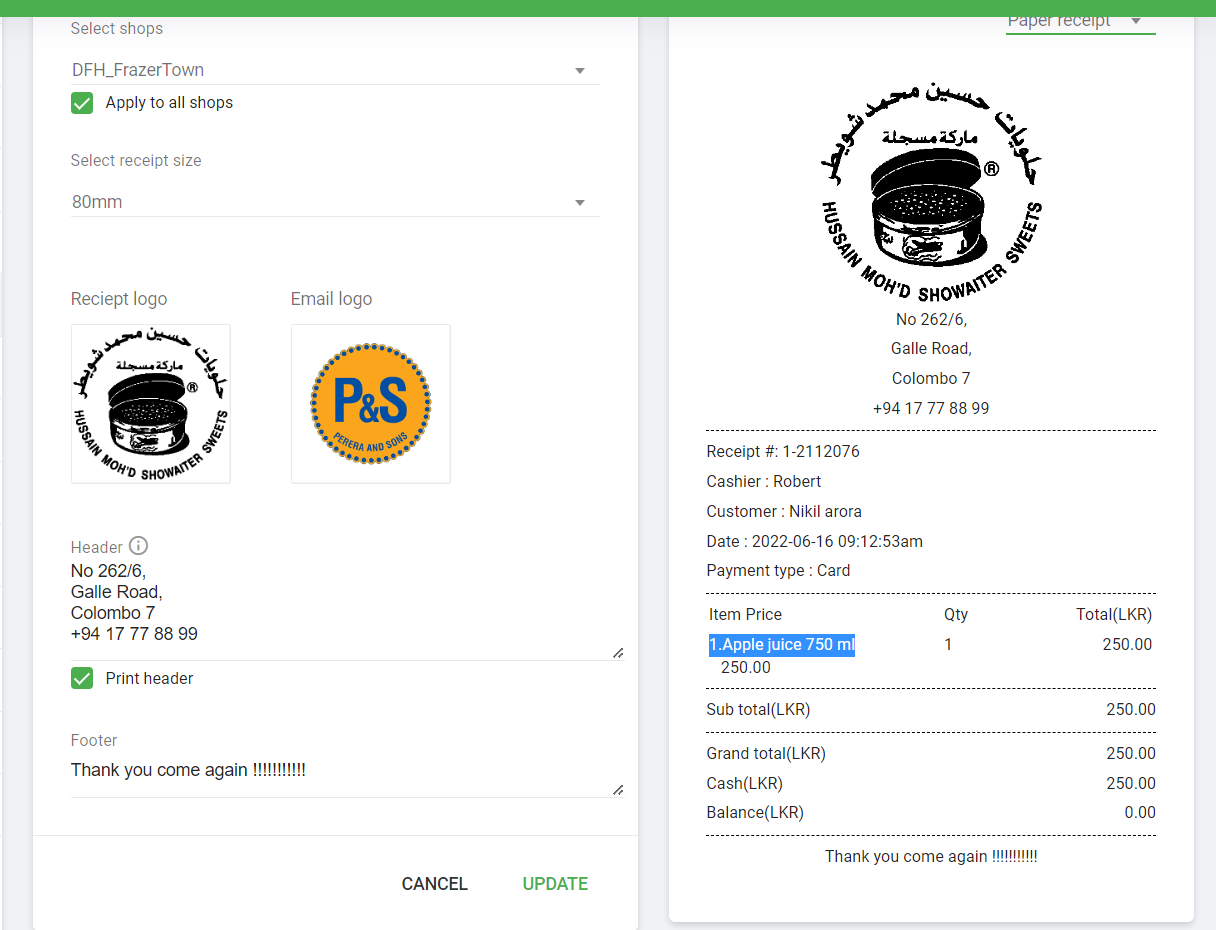 Select shops
DFH_FrazerTown
Apply to all shops
Select receipt size
80mm
Reciept logo
Email logo
حلويات حسين محمد شويطر
ماركة مسجلة
®
HUSSAIN MOH'D SHOWAITER SWEETS
P&S
PERERA AND SONS
Header
No 262/6,
Galle Road,
Colombo 7
+94 17 77 88 99
Print header
Footer
Thank you come again !!!!!!!!!!!
CANCEL
UPDATE
Paper receipt
حلويات حسين محمد شويطر
ماركة مسجلة
®
HUSSAIN MOH'D SHOWAITER SWEETS
No 262/6,
Galle Road,
Colombo 7
+94 17 77 88 99
Receipt #: 1-2112076
Cashier : Robert
Customer : Nikil arora
Date : 2022-06-16 09:12:53am
Payment type : Card
Item Price Qty Total(LKR)
1.Apple juice 750 ml 1 250.00
250.00
Sub total(LKR) 250.00
Grand total(LKR) 250.00
Cash(LKR) 250.00
Balance(LKR) 0.00
Thank you come again !!!!!!!!!!!